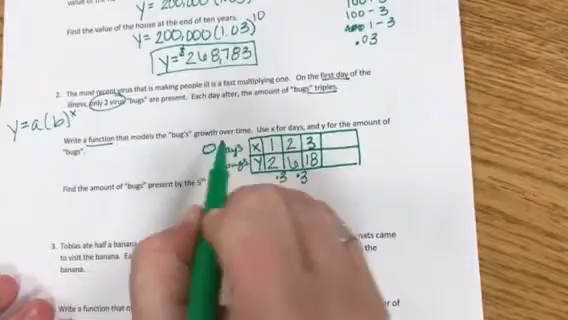 y = 200,000 (1.03)
Find the value of the house at the end of ten years.
y = 200,000 (1.03)^10
y = $268,783
100 - 3
1 - 3
.03
2. The most recent virus that is making people ill is a fast multiplying one. On the first day of the
illness, only 2 virus "bugs" are present. Each day after, the amount of "bugs" triples.
y = a(b)^x
Write a function that models the "bug's" growth over time. Use x for days, and y for the amount of
"bugs".
x 1 2 3
y 2 6 18
·3 ·3
Find the amount of "bugs" present by the 5
3. Tobias ate half a banana
to visit the banana.
banana.
came
the
Write a function that
of